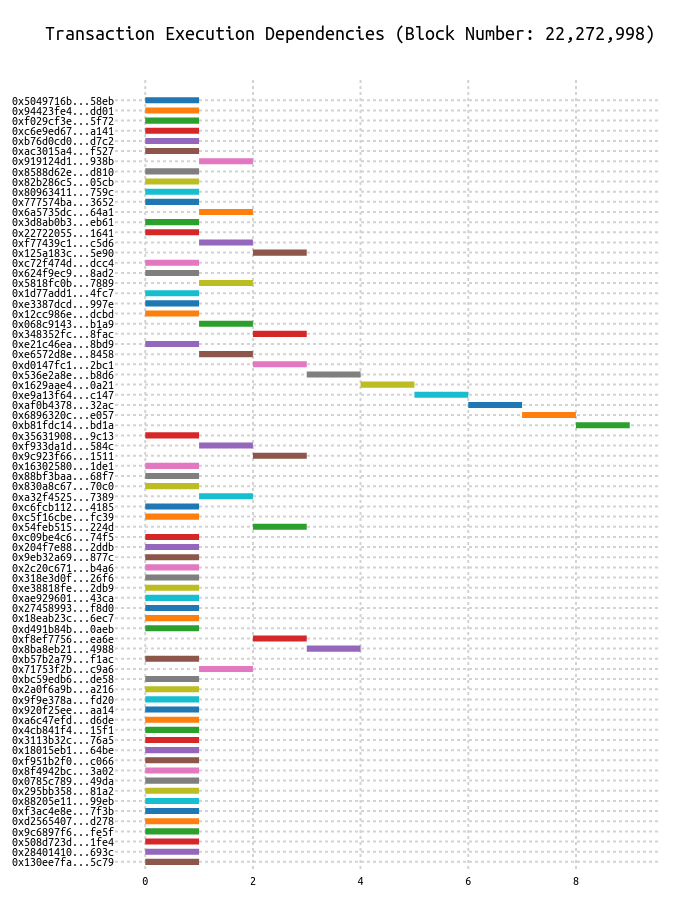 Transaction Execution Dependencies (Block Number: 22,272,998)
0x5049716b...58eb
0x94423fe4...dd01
0xf029cf3e...5f72
0xc6e9ed67...a141
0xb76d0cd0...d7c2
0xac3015a4...f527
0x919124d1...938b
0x8588d62e...d810
0x82b286c5...05cb
0x80963411...759c
0x777574ba...3652
0x6a5735dc...64a1
0x3d8ab0b3...eb61
0x22722055...1641
0xf77439c1...c5d6
0x125a183c...5e90
0xc72f474d...dcc4
0x624f9ec9...8ad2
0x5818fc0b...7889
0x1d77add1...4fc7
0xe3387dcd...997e
0x12cc986e...dcbd
0x068c9143...b1a9
0x348352fc...8fac
0xe21c46ea...8bd9
0xe6572d8e...8458
0xd0147fc1...2bc1
0x536e2a8e...b8d6
0x1629aae4...0a21
0xe9a13f64...c147
0xaf0b4378...32ac
0x6896320c...e057
0xb81fdc14...bd1a
0x35631908...9c13
0xf933da1d...584c
0x9c923f66...1511
0x16302580...1de1
0x88bf3baa...68f7
0x830a8c67...70c0
0xa32f4525...7389
0xc6fcb112...4185
0xc5f16cbe...fc39
0x54feb515...224d
0xc09be4c6...74f5
0x204f7e88...2ddb
0x9eb32a69...877c
0x2c20c671...b4a6
0x318e3d0f...26f6
0xe38818fe...2db9
0xae929601...43ca
0x27458993...f8d0
0x18eab23c...6ec7
0xd491b84b...0aeb
0xf8ef7756...ea6e
0x8ba8eb21...4988
0xb57b2a79...f1ac
0x71753f2b...c9a6
0xbc59edb6...de58
0x2a0f6a9b...a216
0x9f9e378a...fd20
0x920f25ee...aa14
0xa6c47efd...d6de
0x4cb841f4...15f1
0x3113b32c...76a5
0x18015eb1...64be
0xf951b2f0...c066
0x8f4942bc...3a02
0x0785c789...49da
0x295bb358...81a2
0x88205e11...99eb
0xf3ac4e8e...7f3b
0xd2565407...d278
0x9c6897f6...fe5f
0x508d723d...1fe4
0x28401410...693c
0x130ee7fa...5c79
0 2 4 6 8